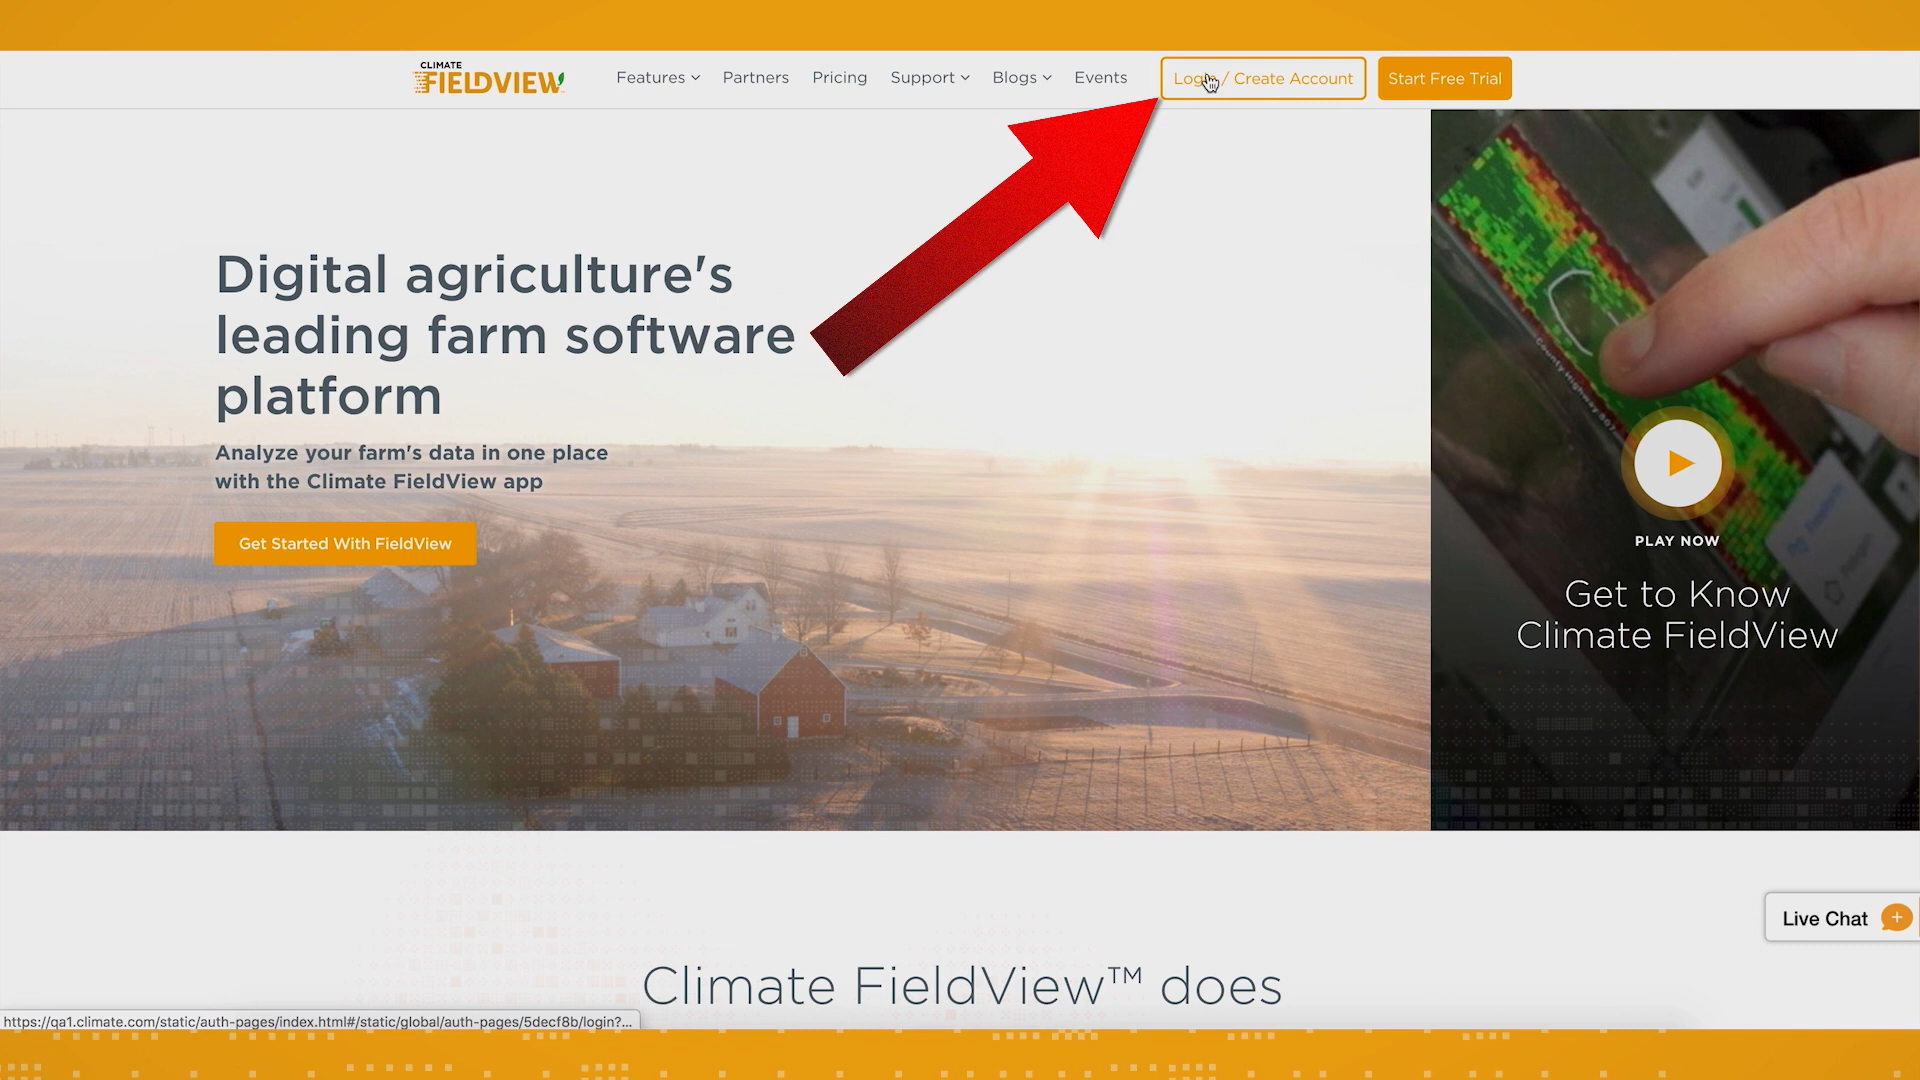 CLIMATE
FIELDVIEW
Features
Partners
Pricing
Support
Blogs
Events
Login / Create Account
Start Free Trial
Digital agriculture's
leading farm software
platform
Analyze your farm's data in one place
with the Climate FieldView app
Get Started With FieldView
County Highway
PLAY NOW
Get to Know
Climate FieldView
Live Chat
Climate FieldView™ does
https://qa1.climate.com/static/auth-pages/index.html#/static/global/auth-pages/5decf8b/login?...